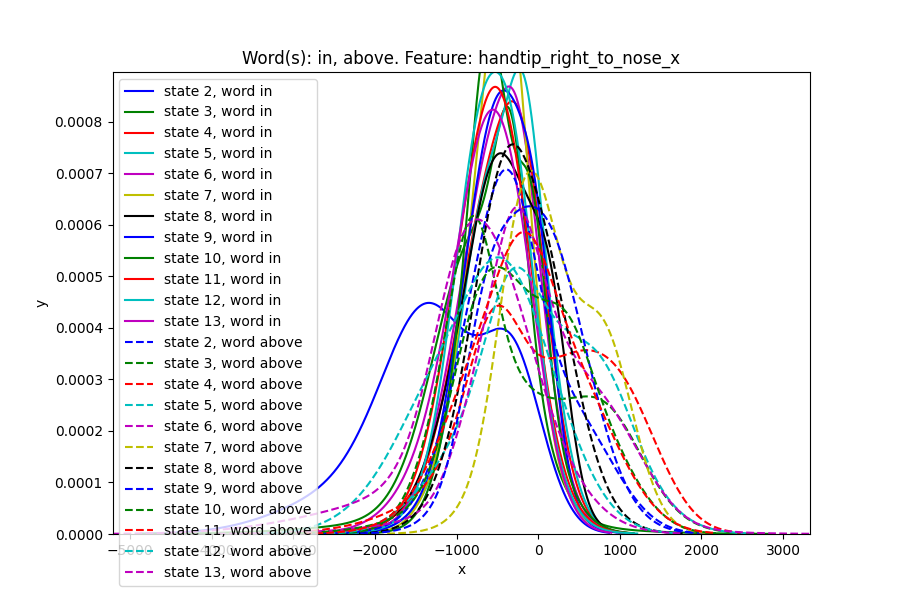 Word(s): in, above. Feature: handtip_right_to_nose_x
y
0.0008
0.0007
0.0006
0.0005
0.0004
0.0003
0.0002
0.0001
0.0000
state 2, word in
state 3, word in
state 4, word in
state 5, word in
state 6, word in
state 7, word in
state 8, word in
state 9, word in
state 10, word in
state 11, word in
state 12, word in
state 13, word in
state 2, word above
state 3, word above
state 4, word above
state 5, word above
state 6, word above
state 7, word above
state 8, word above
state 9, word above
state 10, word above
state 11, word above
state 12, word above
state 13, word above
−5000 −2000 −1000 0 1000 2000 3000
x